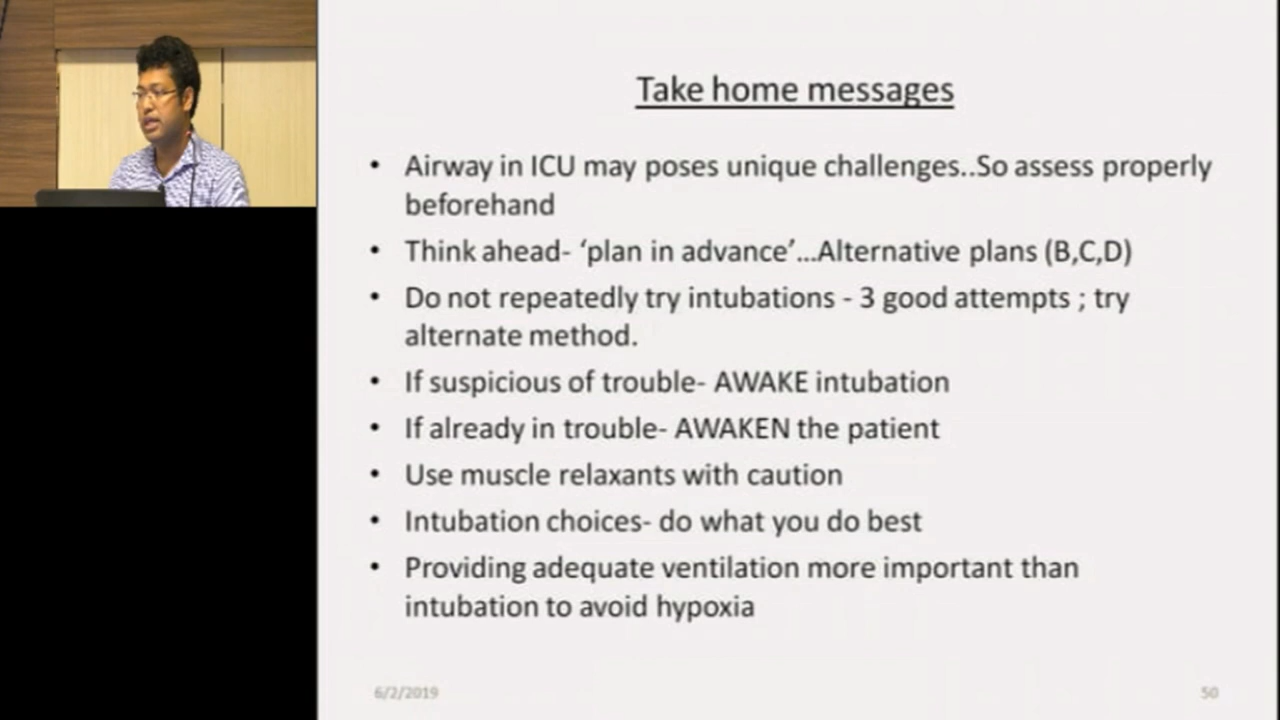 Take home messages
• Airway in ICU may poses unique challenges..So assess properly
beforehand
• Think ahead- ‘plan in advance’...Alternative plans (B,C,D)
• Do not repeatedly try intubations - 3 good attempts ; try
alternate method.
• If suspicious of trouble- AWAKE intubation
• If already in trouble- AWAKEN the patient
• Use muscle relaxants with caution
• Intubation choices- do what you do best
• Providing adequate ventilation more important than
intubation to avoid hypoxia
6/2/2019
50